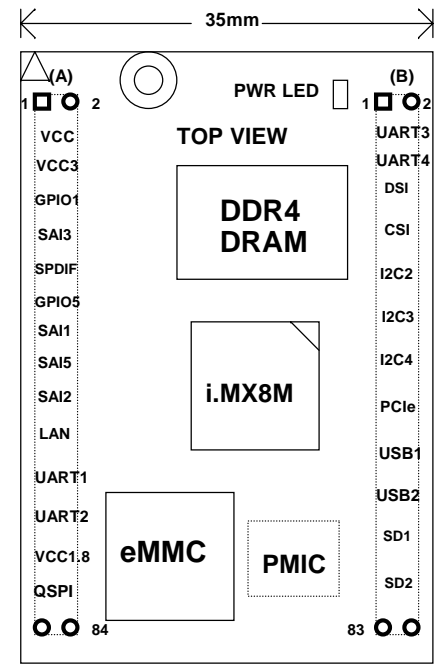 35mm
(A)
(B)
PWR LED
1
2
1
2
TOP VIEW
VCC
VCC3
GPIO1
SAI3
SPDIF
GPIO5
SAI1
SAI5
SAI2
LAN
UART1
UART2
VCC1.8
QSPI
84
DDR4
DRAM
i.MX8M
eMMC
PMIC
UART3
UART4
DSI
CSI
I2C2
I2C3
I2C4
PCIe
USB1
USB2
SD1
SD2
83